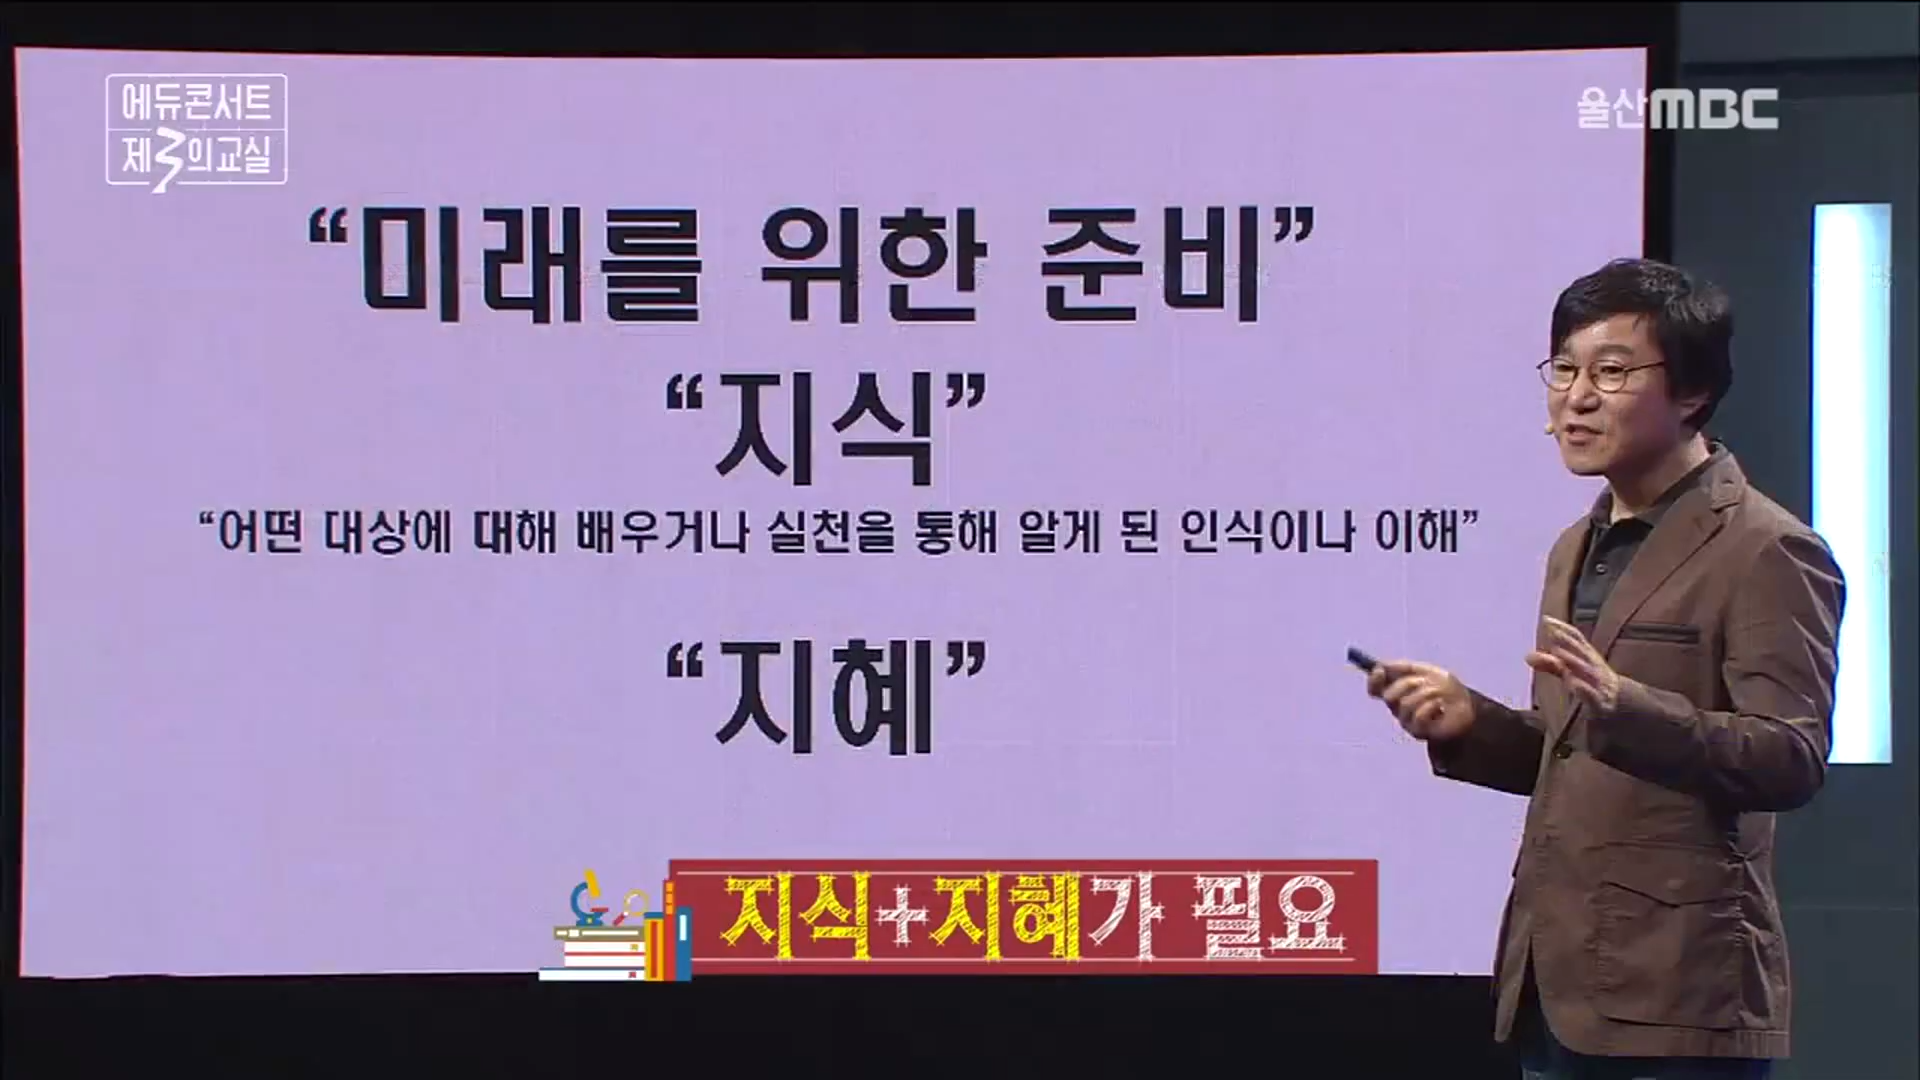 에듀콘서트
제3의교실
울산MBC
“미래를 위한 준비”
“지식”
“어떤 대상에 대해 배우거나 실천을 통해 알게 된 인식이나 이해”
“지혜”
지식+지혜가 필요